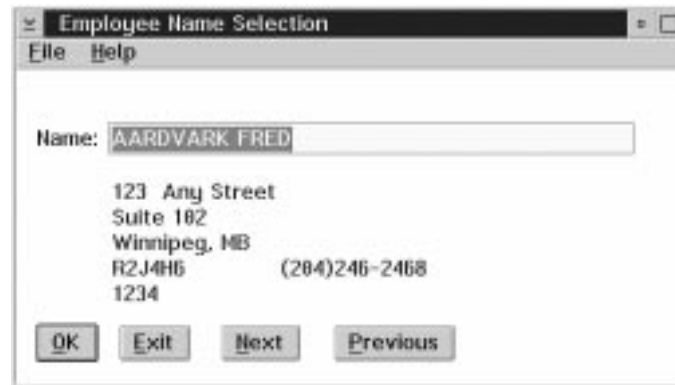 Employee Name Selection
File Help
Name: AARDVARK FRED
123 Any Street
Suite 102
Winnipeg, MB
R2J4H6 (204)246-2468
1234
OK Exit Next Previous